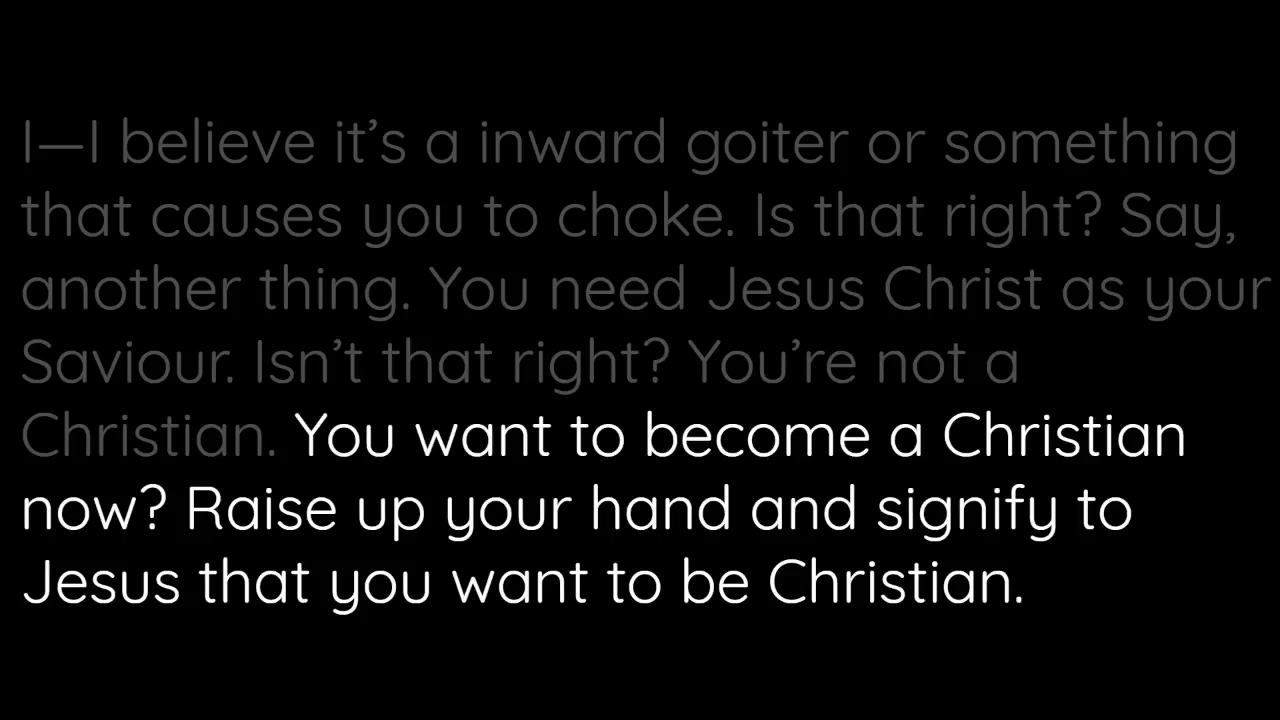 I—I believe it’s a inward goiter or something
that causes you to choke. Is that right? Say,
another thing. You need Jesus Christ as your
Saviour. Isn’t that right? You’re not a
Christian. You want to become a Christian
now? Raise up your hand and signify to
Jesus that you want to be Christian.